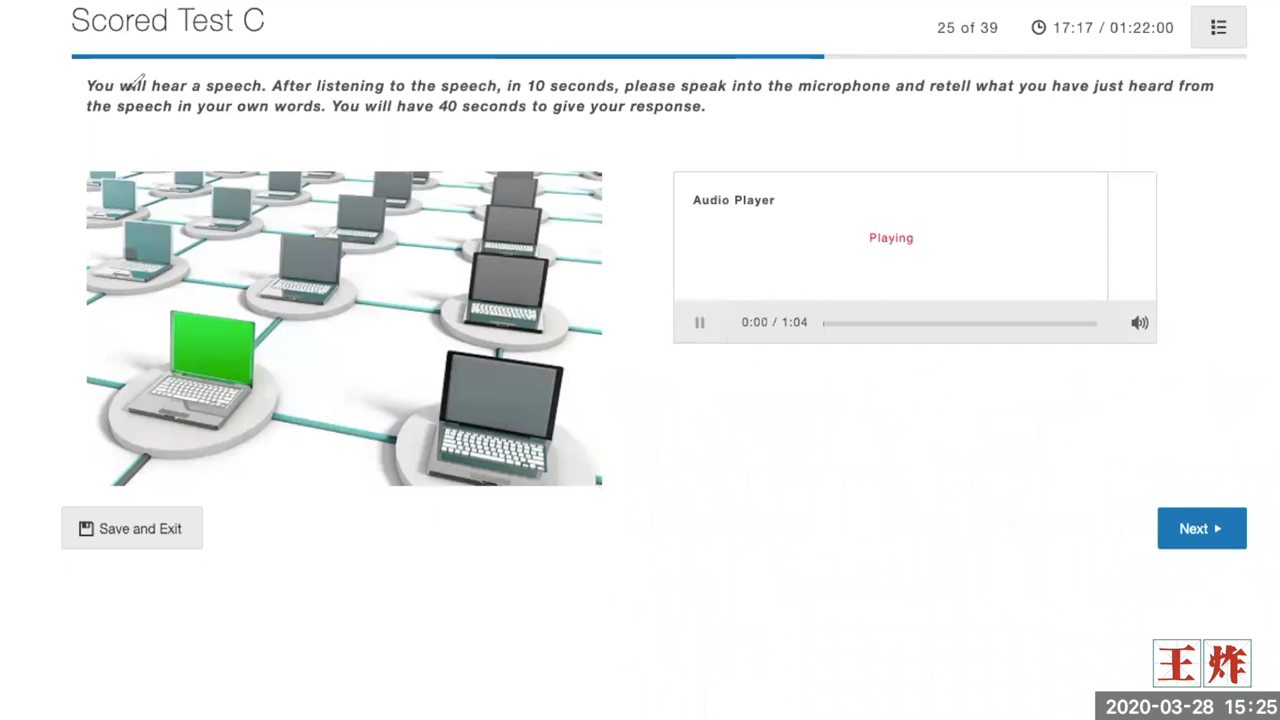 Scored Test C
25 of 39
17:17 / 01:22:00
You will hear a speech. After listening to the speech, in 10 seconds, please speak into the microphone and retell what you have just heard from
the speech in your own words. You will have 40 seconds to give your response.
Audio Player
Playing
0:00 / 1:04
Save and Exit
Next
王炸
2020-03-28 15:25